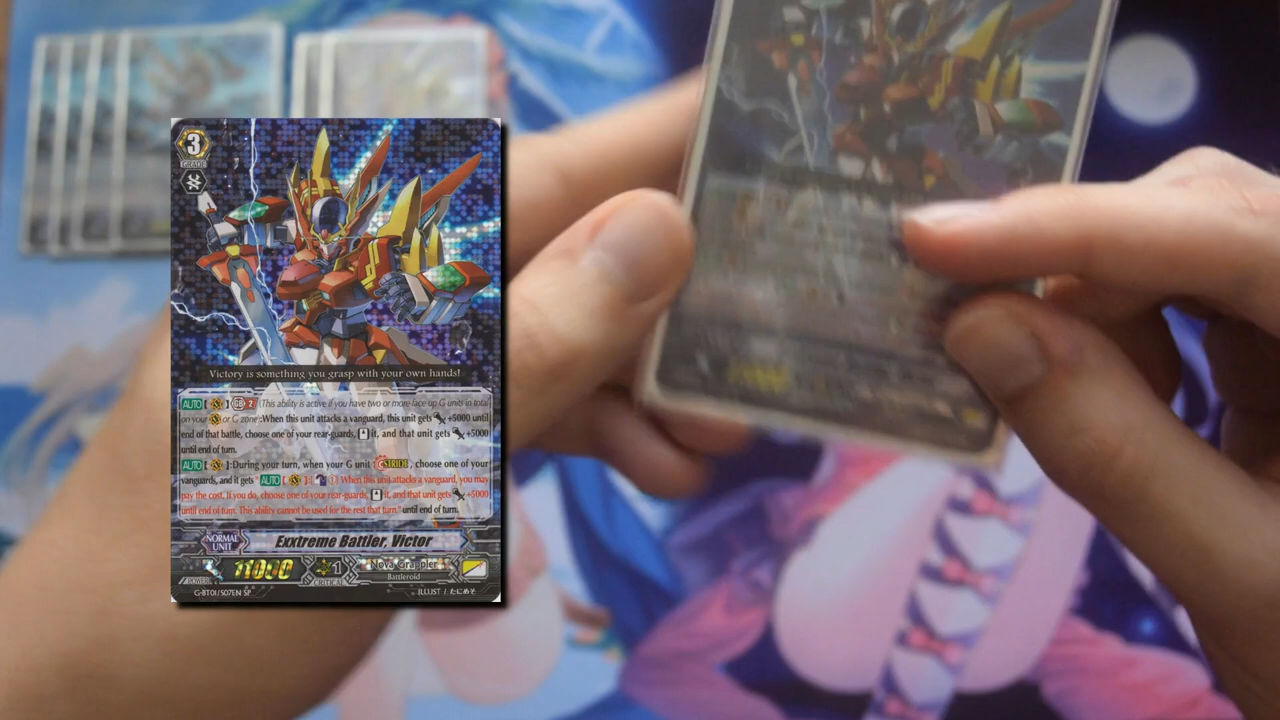 3
GRADE
Victory is something you grasp with your own hands!
AUTO [ ] GB 2 (This ability is active if you have two or more face up G units in total
on your or G zone):When this unit attacks a vanguard, this unit gets +5000 until
end of that battle, choose one of your rear-guards, it, and that unit gets +5000
until end of turn.
AUTO [ ]:During your turn, when your G unit STRIDE, choose one of your
vanguards, and it gets "AUTO [ ]:[ (1)] When this unit attacks a vanguard, you may
pay the cost. If you do, choose one of your rear-guards, it, and that unit gets +5000
until end of turn. This ability cannot be used for the rest that turn." until end of turn.
NORMAL
UNIT
Exxtreme Battler, Victor
POWER
11000
1
CRITICAL
Nova Grappler
Battleroid
G-BT01/S07EN SP
ILLUST / たにめそ